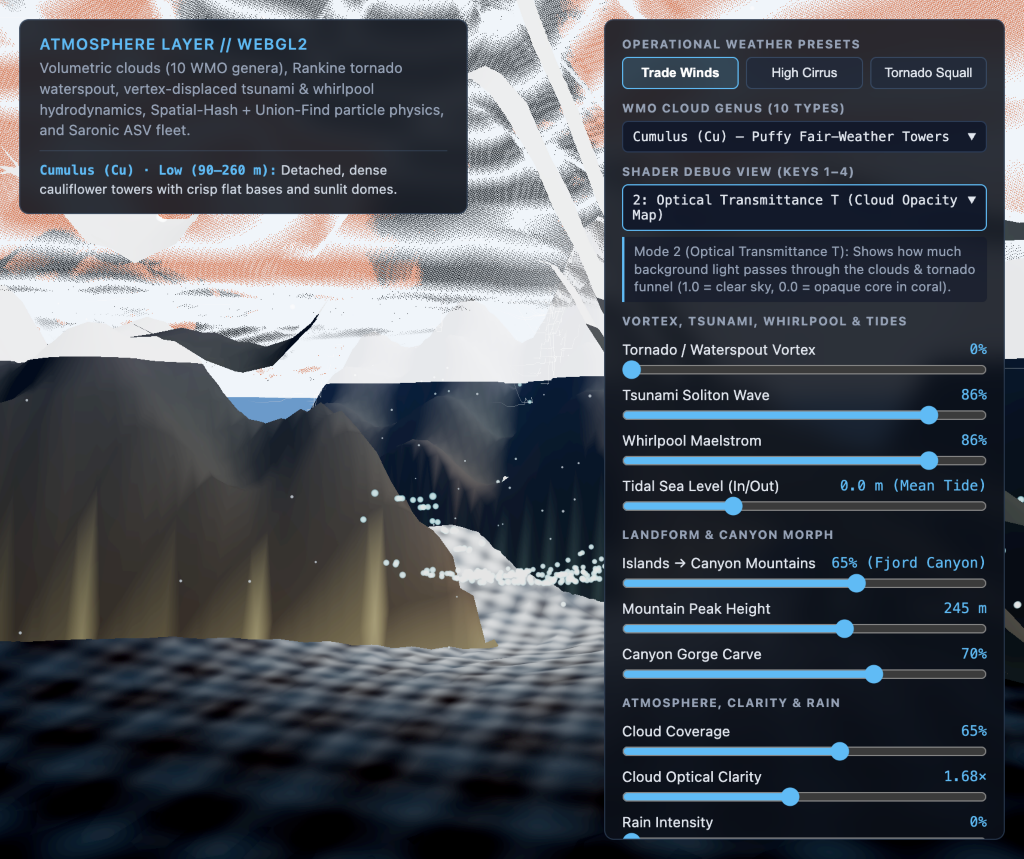 ATMOSPHERE LAYER // WEBGL2
Volumetric clouds (10 WMO genera), Rankine tornado
waterspout, vertex-displaced tsunami & whirlpool
hydrodynamics, Spatial-Hash + Union-Find particle physics,
and Saronic ASV fleet.
Cumulus (Cu) · Low (90–260 m): Detached, dense
cauliflower towers with crisp flat bases and sunlit domes.
OPERATIONAL WEATHER PRESETS
Trade Winds High Cirrus Tornado Squall
WMO CLOUD GENUS (10 TYPES)
Cumulus (Cu) — Puffy Fair-Weather Towers ▼
SHADER DEBUG VIEW (KEYS 1–4)
2: Optical Transmittance T (Cloud Opacity ▼
Map)
Mode 2 (Optical Transmittance T): Shows how much
background light passes through the clouds & tornado
funnel (1.0 = clear sky, 0.0 = opaque core in coral).
VORTEX, TSUNAMI, WHIRLPOOL & TIDES
Tornado / Waterspout Vortex 0%
Tsunami Soliton Wave 86%
Whirlpool Maelstrom 86%
Tidal Sea Level (In/Out) 0.0 m (Mean Tide)
LANDFORM & CANYON MORPH
Islands → Canyon Mountains 65% (Fjord Canyon)
Mountain Peak Height 245 m
Canyon Gorge Carve 70%
ATMOSPHERE, CLARITY & RAIN
Cloud Coverage 65%
Cloud Optical Clarity 1.68×
Rain Intensity 0%